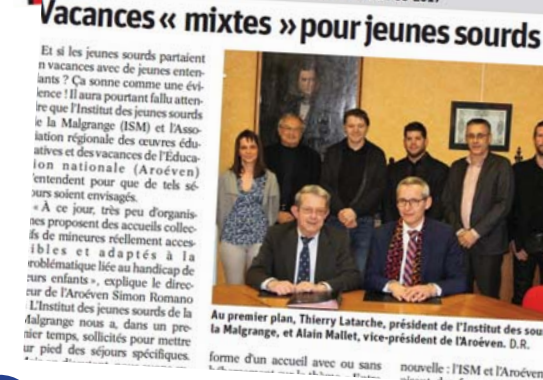 Vacances « mixtes » pour jeunes sourds
Et si les jeunes sourds partaient
n vacances avec de jeunes enten-
ants ? Ça sonne comme une évi-
ence ! Il aura pourtant fallu atten-
re que l'Institut des jeunes sourds
e la Malgrange (ISM) et l'Asso-
iation régionale des œuvres édu-
atives et des vacances de l'Éduca-
ion nationale (Aroéven)
'entendent pour que de tels sé-
ours soient envisagés.
« À ce jour, très peu d'organis-
nes proposent des accueils collec-
ifs de mineures réellement acces-
ibles et adaptés à la
roblématique liée au handicap de
eurs enfants », explique le direc-
eur de l'Aroéven Simon Romano
L'Institut des jeunes sourds de la
Malgrange nous a, dans un pre-
nier temps, sollicités pour mettre
ur pied des séjours spécifiques.
Au premier plan, Thierry Latarche, président de l'Institut des sou
la Malgrange, et Alain Mallet, vice-président de l'Aroéven. D.R.
forme d'un accueil avec ou sans
nouvelle : l'ISM et l'Aroéven